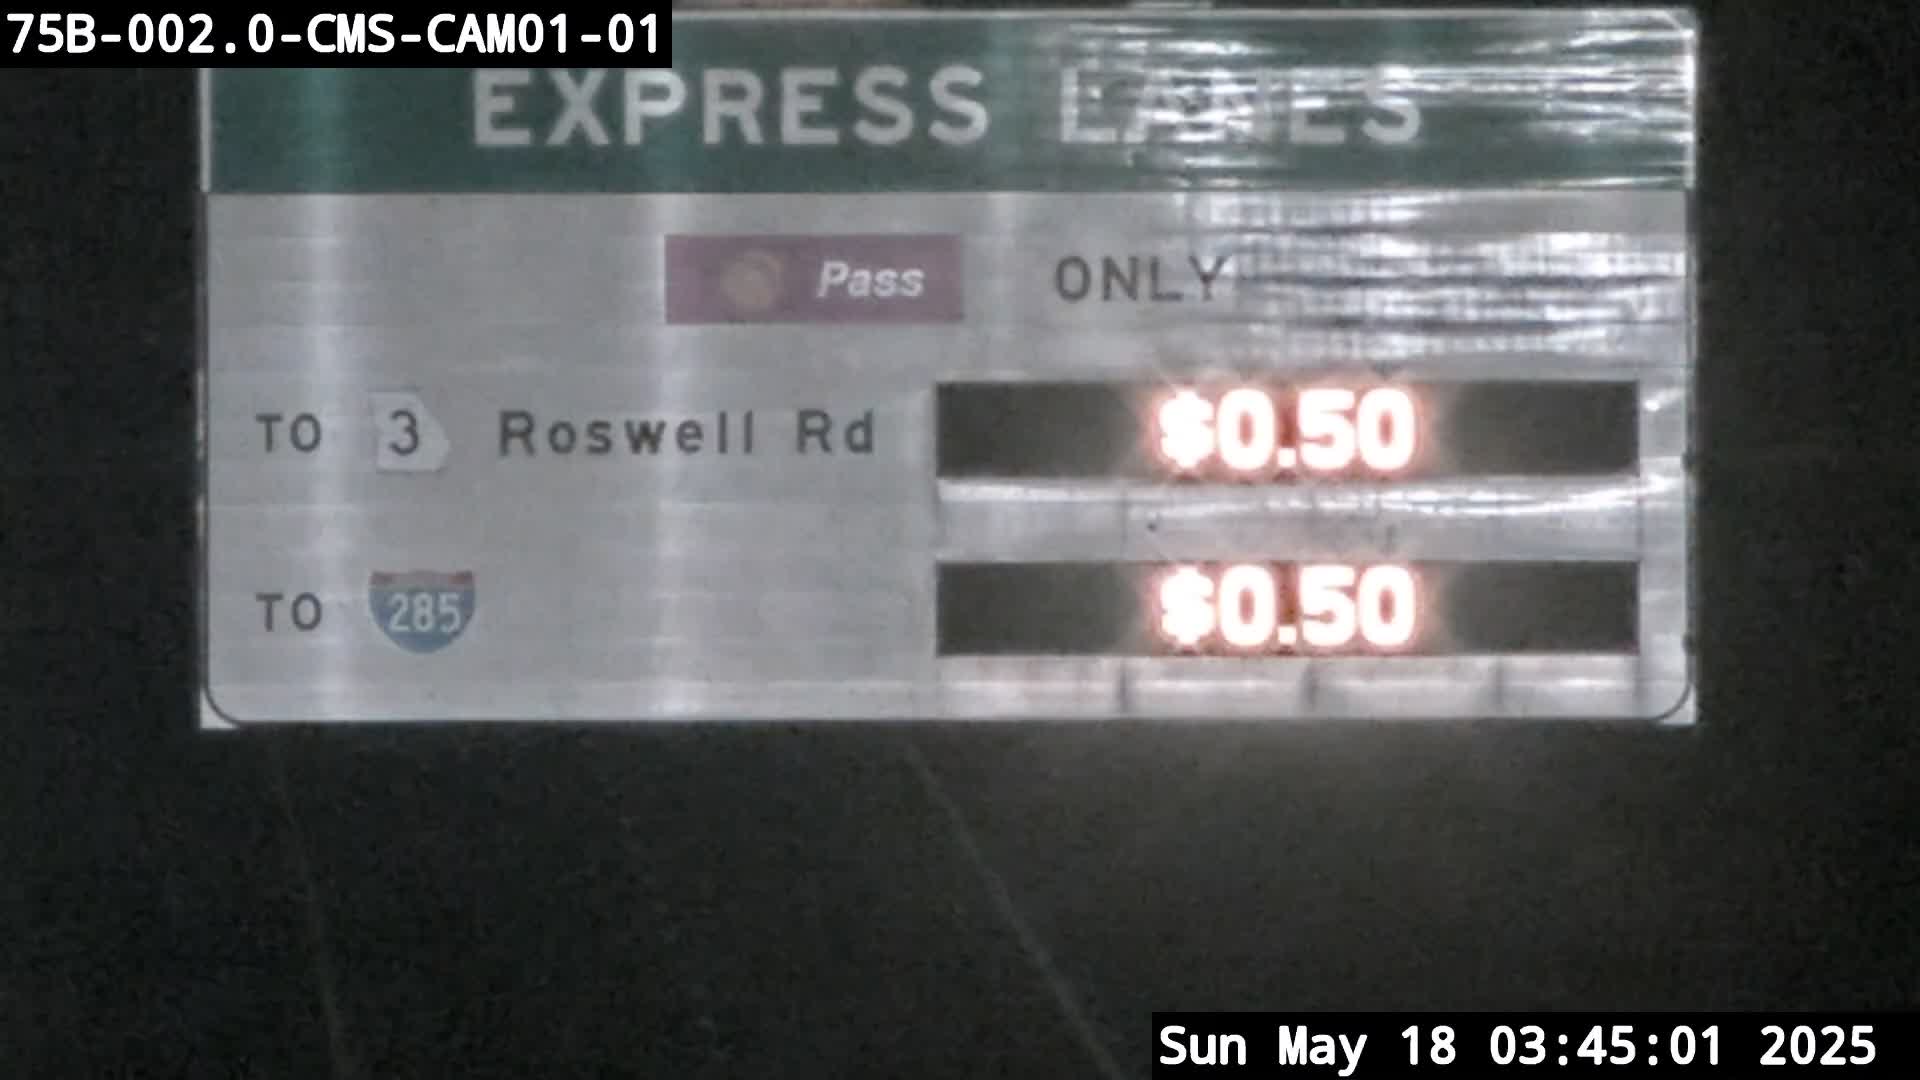 75B-002.0-CMS-CAM01-01
EXPRESS LANES
Pass ONLY
TO 3 Roswell Rd $0.50
TO 285 $0.50
Sun May 18 03:45:01 2025